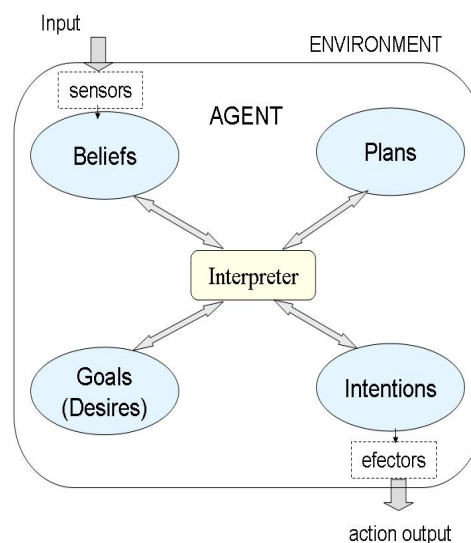 Input
ENVIRONMENT
sensors
AGENT
Beliefs
Plans
Interpreter
Goals
(Desires)
Intentions
efectors
action output